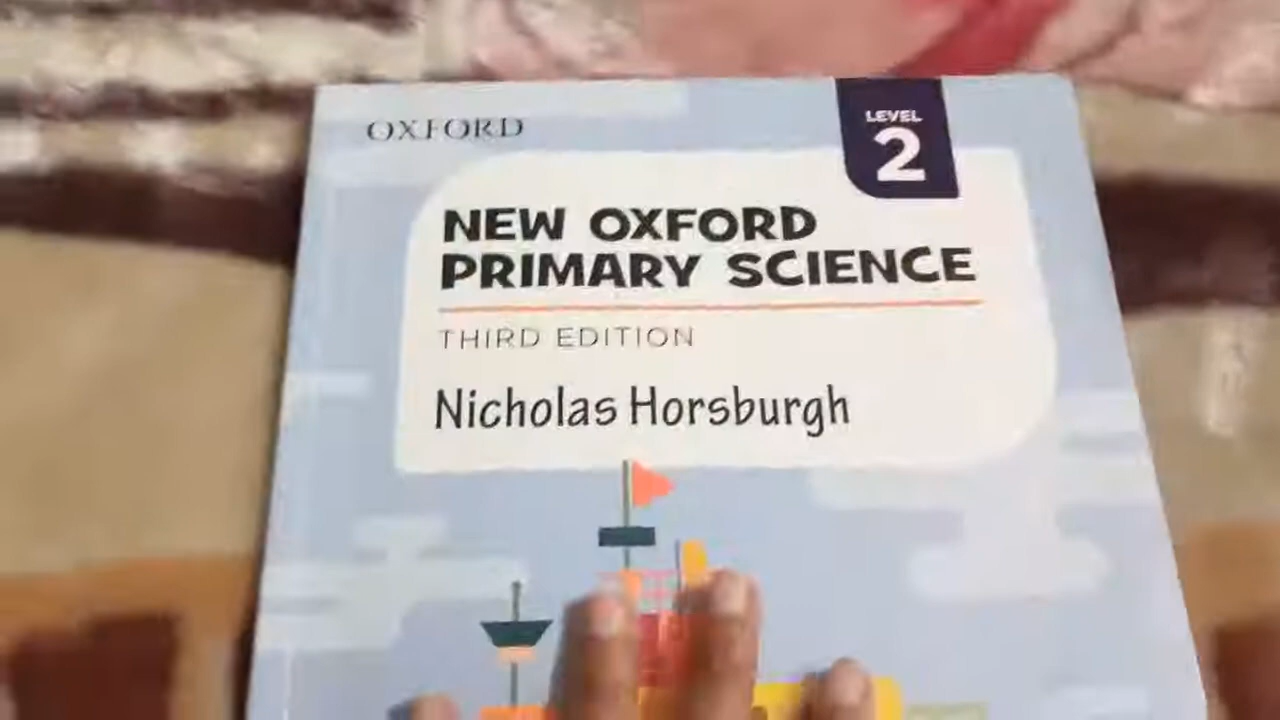 OXFORD
LEVEL
2
NEW OXFORD
PRIMARY SCIENCE
THIRD EDITION
Nicholas Horsburgh